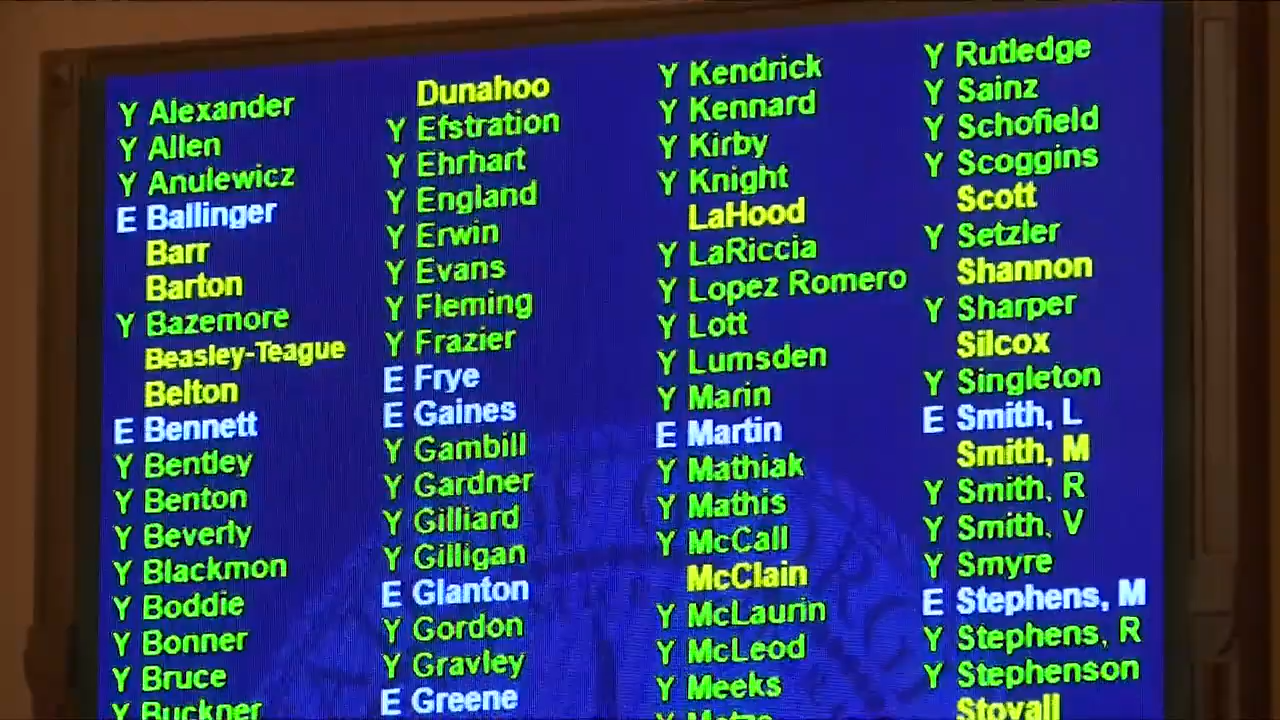 Y Alexander
Y Allen
Y Anulewicz
E Ballinger
Barr
Barton
Y Bazemore
Beasley-Teague
Belton
E Bennett
Y Bentley
Y Benton
Y Beverly
Y Blackmon
Y Boddie
Y Bonner
Y Bruce
Y Buckner
Dunahoo
Y Efstration
Y Ehrhart
Y England
Y Erwin
Y Evans
Y Fleming
Y Frazier
E Frye
E Gaines
Y Gambill
Y Gardner
Y Gilliard
Y Gilligan
E Glanton
Y Gordon
Y Gravley
E Greene
Y Kendrick
Y Kennard
Y Kirby
Y Knight
LaHood
Y LaRiccia
Y Lopez Romero
Y Lott
Y Lumsden
Y Marin
E Martin
Y Mathiak
Y Mathis
Y McCall
McClain
Y McLaurin
Y McLeod
Y Meeks
Y
Y Rutledge
Y Sainz
Y Schofield
Y Scoggins
Scott
Y Setzler
Shannon
Y Sharper
Silcox
Y Singleton
E Smith, L
Smith, M
Y Smith, R
Y Smith, V
Y Smyre
E Stephens, M
Y Stephens, R
Y Stephenson
Stovall